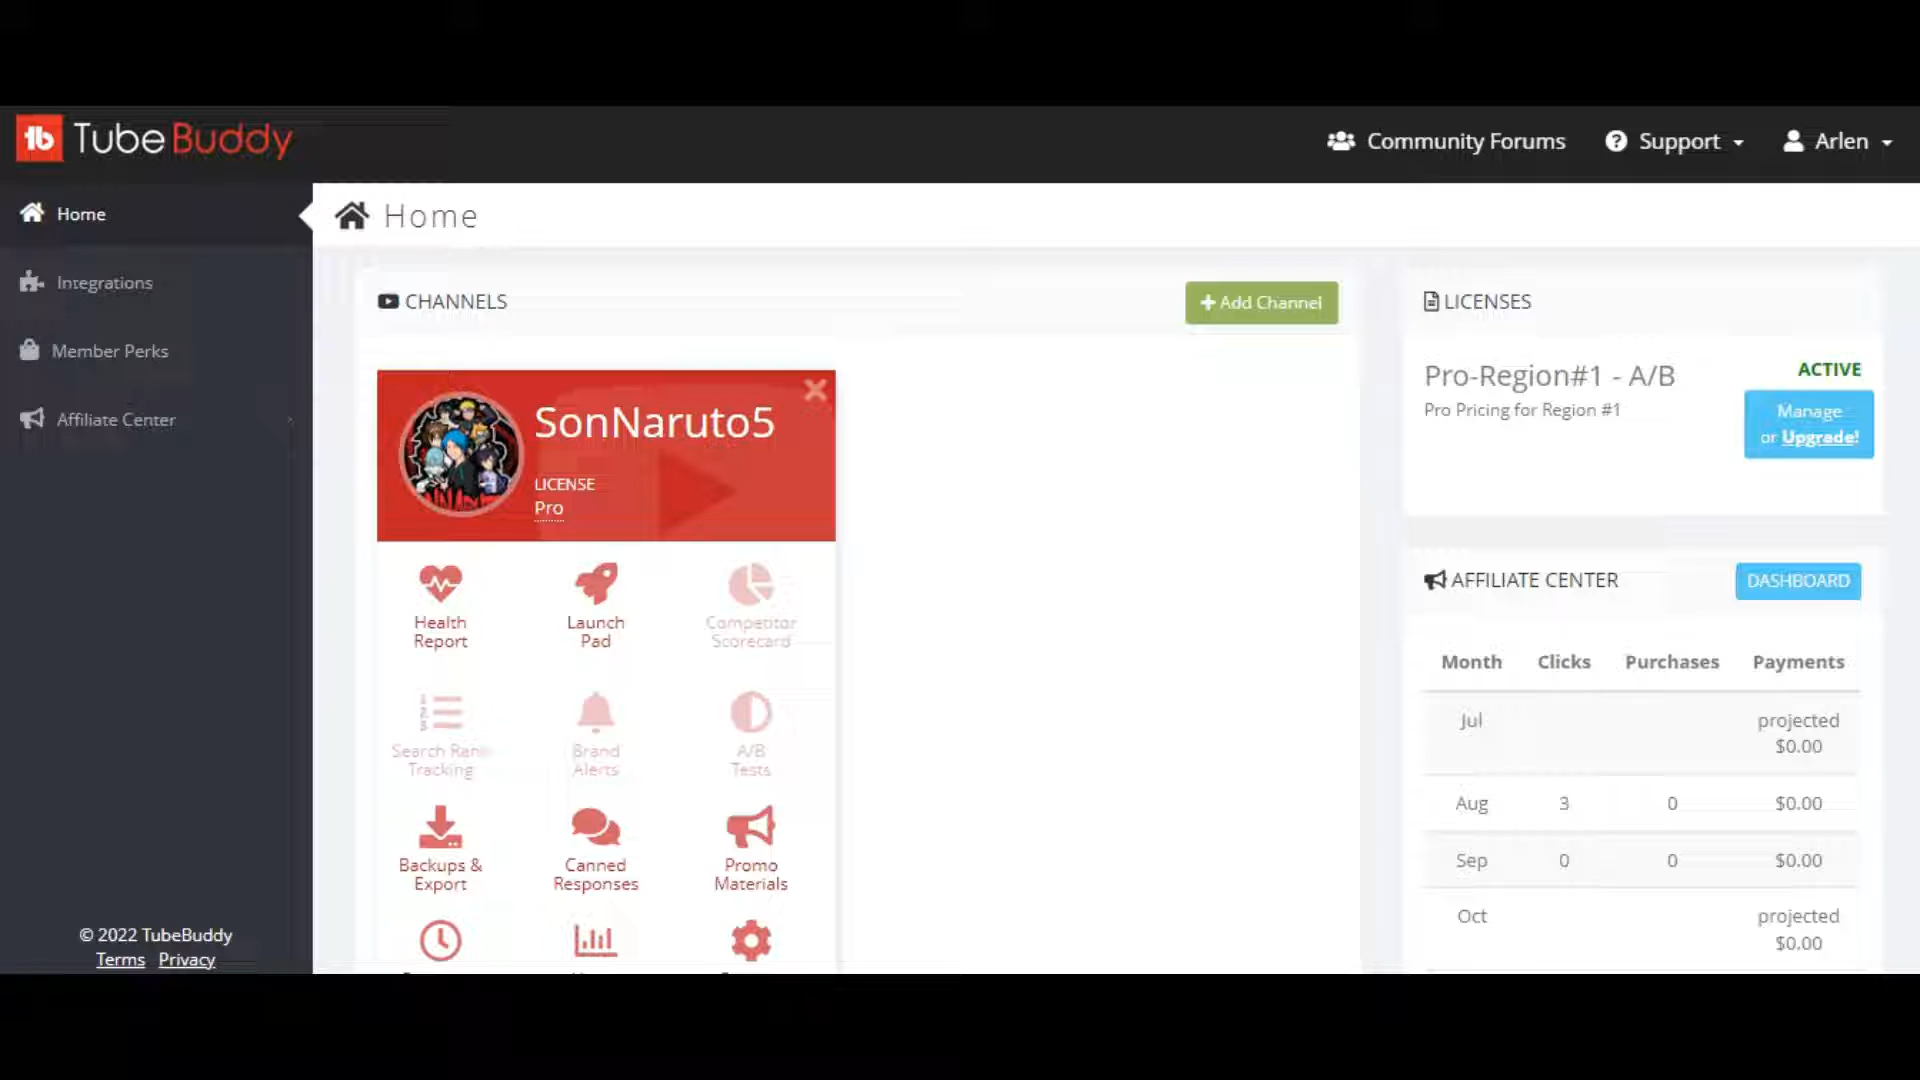 TubeBuddy
Community Forums
Support
Arlen
Home
Integrations
Member Perks
Affiliate Center
© 2022 TubeBuddy
Terms Privacy
Home
CHANNELS
Add Channel
SonNaruto5
LICENSE
Pro
Health
Report
Launch
Pad
Competitor
Scorecard
Search Rank
Tracking
Brand
Alerts
A/B
Tests
Backups &
Export
Canned
Responses
Promo
Materials
LICENSES
Pro-Region#1 - A/B
Pro Pricing for Region #1
ACTIVE
Manage
or Upgrade!
AFFILIATE CENTER
DASHBOARD
Month Clicks Purchases Payments
Jul projected
$0.00
Aug 3 0 $0.00
Sep 0 0 $0.00
Oct projected
$0.00